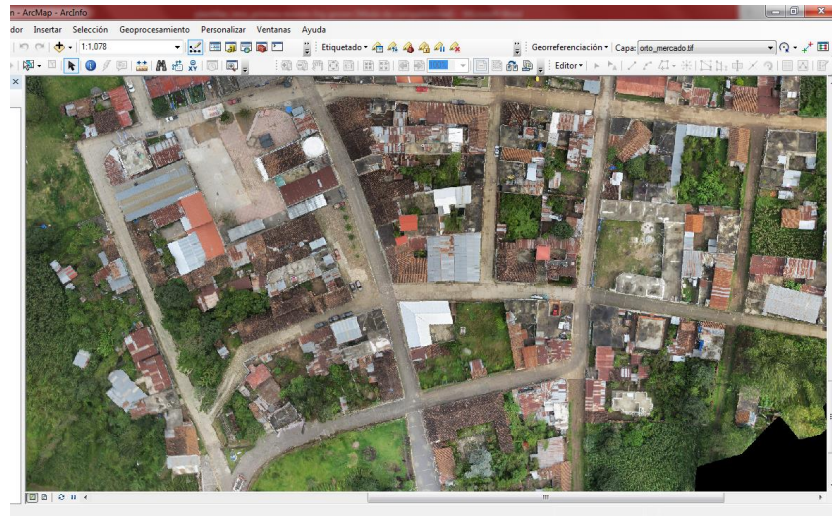 n - ArcMap - ArcInfo
dor Insertar Selección Geoprocesamiento Personalizar Ventanas Ayuda
1:1,078 Etiquetado Georreferenciación Capa: orto_mercado.tif
Editor